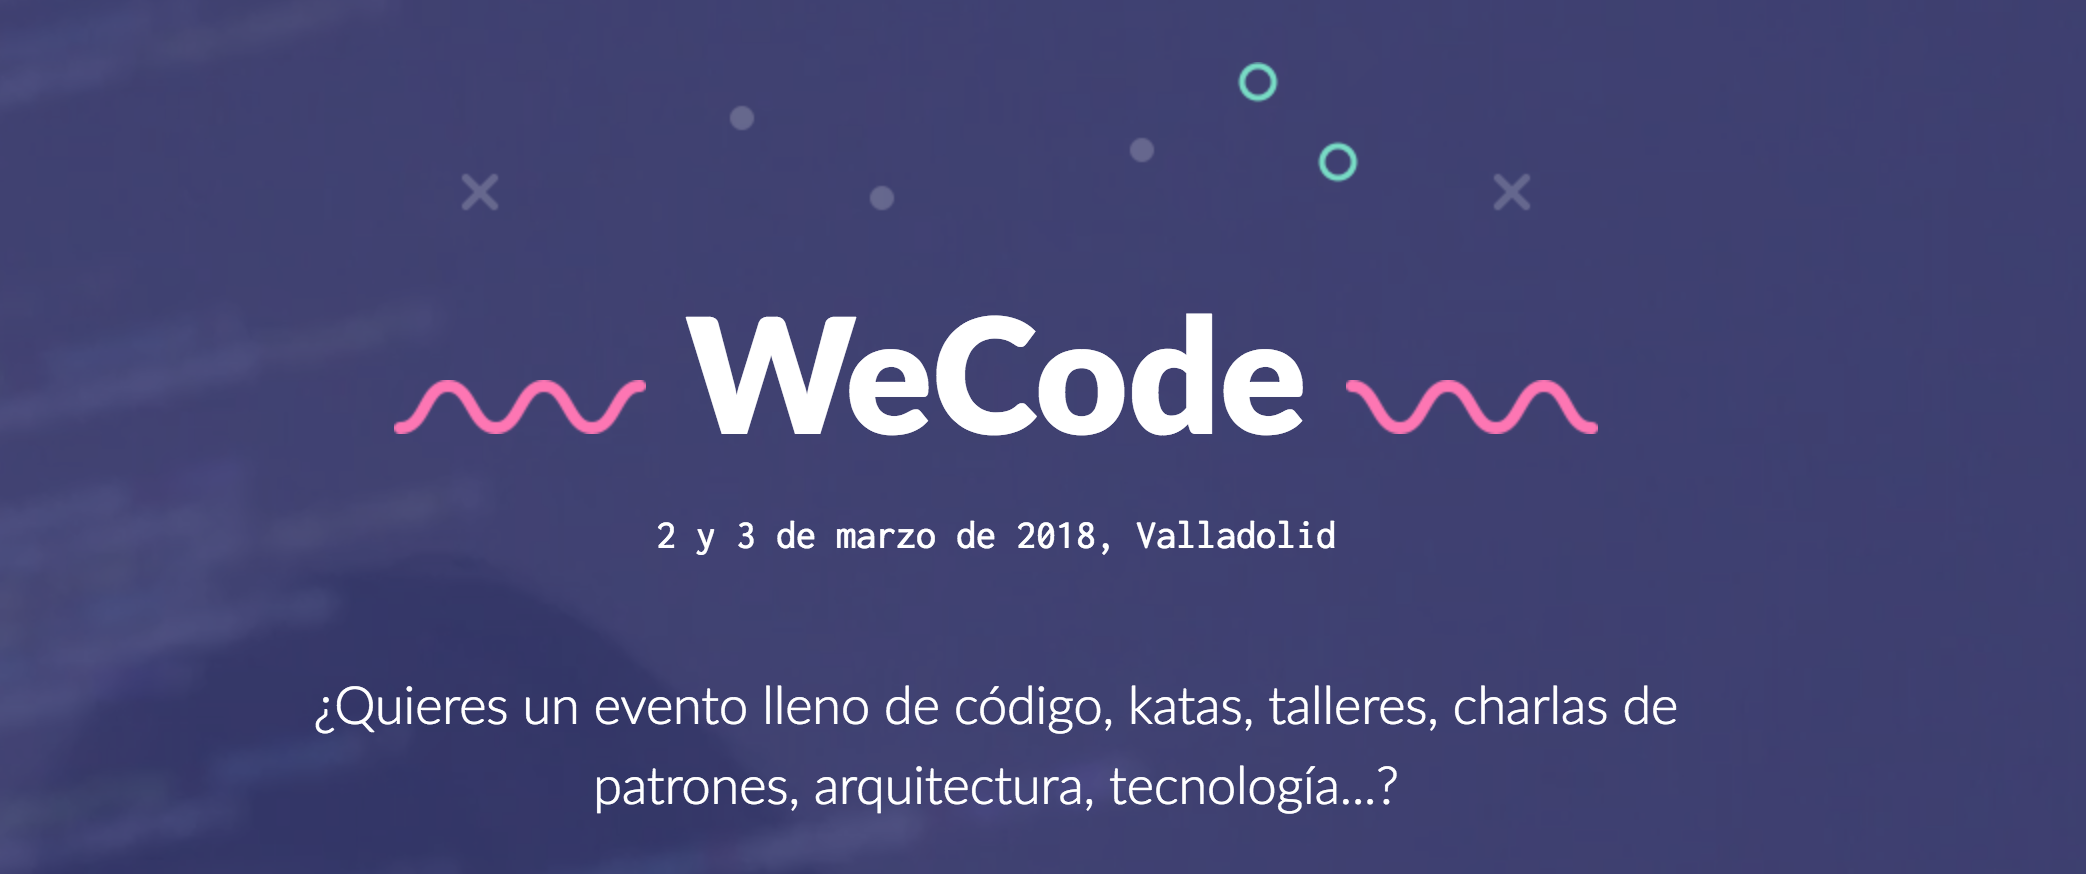 WeCode
2 y 3 de marzo de 2018, Valladolid
¿Quieres un evento lleno de código, katas, talleres, charlas de
patrones, arquitectura, tecnología...?